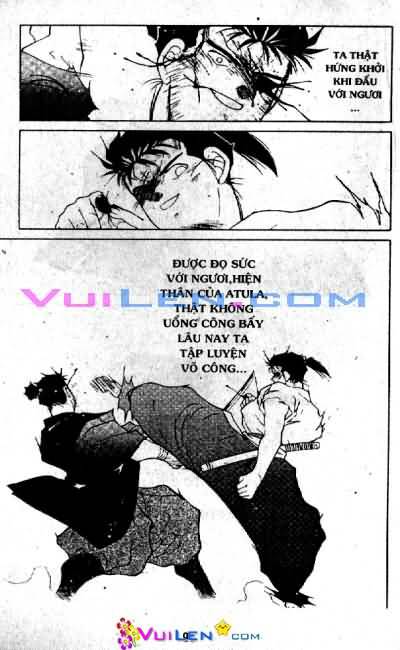 TA THẬT
HỨNG KHỞI
KHI ĐẤU
VỚI NGƯƠI
...
ĐƯỢC ĐỌ SỨC
VỚI NGƯƠI,HIỆN
THÂN CỦA ATULA,
THẬT KHÔNG
UỔNG CÔNG BẤY
LÂU NAY TA
TẬP LUYỆN
VÕ CÔNG...
VUILEN.COM
VUILEN.COM